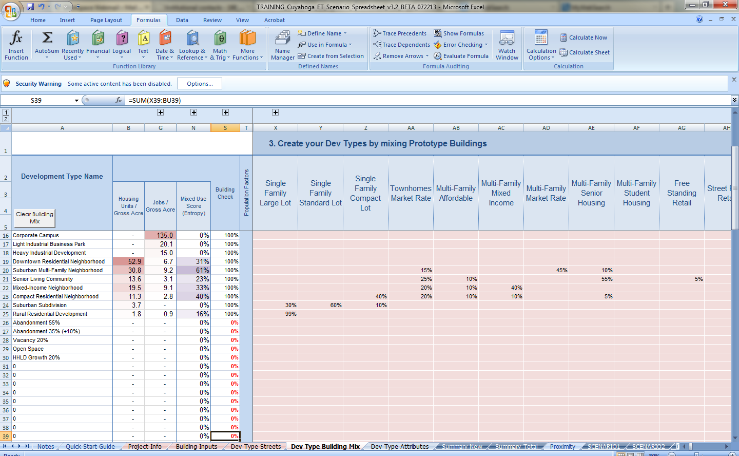 TRAINING Cuyahoga ET Scenario Spreadsheet v3.2 BETA 072213 - Microsoft Excel
Home Insert Page Layout Formulas Data Review View Acrobat
Insert Function
AutoSum
Recently Used
Financial
Logical
Text
Date & Time
Lookup & Reference
Math & Trig
More Functions
Function Library
Name Manager
Define Name
Use in Formula
Create from Selection
Defined Names
Trace Precedents
Trace Dependents
Remove Arrows
Show Formulas
Error Checking
Evaluate Formula
Formula Auditing
Watch Window
Calculation Options
Calculate Now
Calculate Sheet
Calculation
Security Warning Some active content has been disabled. Options...
S39 fx =SUM(X39:BU39)
A B G N S T X Y Z AA AB AC AD AE AF AG
3. Create your Dev Types by mixing Prototype Buildings
Development Type Name
Clear Building Mix
Housing Units / Gross Acre
Jobs / Gross Acre
Mixed Use Score (Entropy)
Building Check
Population Factors
Single Family Large Lot
Single Family Standard Lot
Single Family Compact Lot
Townhomes Market Rate
Multi-Family Affordable
Multi-Family Mixed Income
Multi-Family Market Rate
Multi-Family Senior Housing
Multi-Family Student Housing
Free Standing Retail
16 Corporate Campus - 135.0 0% 100%
17 Light Industrial Business Park - 20.1 0% 100%
18 Heavy Industrial Development - 15.0 0% 100%
19 Downtown Residential Neighborhood 52.9 6.7 31% 100%
20 Suburban Multi-Family Neighborhood 30.8 9.2 61% 100% 15% 45% 10%
21 Senior Living Community 13.6 3.1 23% 100% 25% 10% 55% 5%
22 Mixed-Income Neighborhood 19.5 9.1 33% 100% 20% 10% 40%
23 Compact Residential Neighborhood 11.3 2.8 40% 100% 40% 20% 10% 10% 5%
24 Suburban Subdivision 3.7 - 0% 100% 30% 60% 10%
25 Rural Residential Development 1.8 0.9 16% 100% 99%
26 Abandonment 55% - - 0% 0%
27 Abandonment 35% (+10%) - - 0% 0%
28 Vacancy 20% - - 0% 0%
29 Open Space - - 0% 0%
30 HHLD Growth 20% - - 0% 0%
31 0 - - 0% 0%
32 0 - - 0% 0%
33 0 - - 0% 0%
34 0 - - 0% 0%
35 0 - - 0% 0%
36 0 - - 0% 0%
37 0 - - 0% 0%
38 0 - - 0% 0%
39 0 - - 0% 0%
Notes Quick Start Guide Project Info Building Inputs Dev Type Streets Dev Type Building Mix Dev Type Attributes Proximity